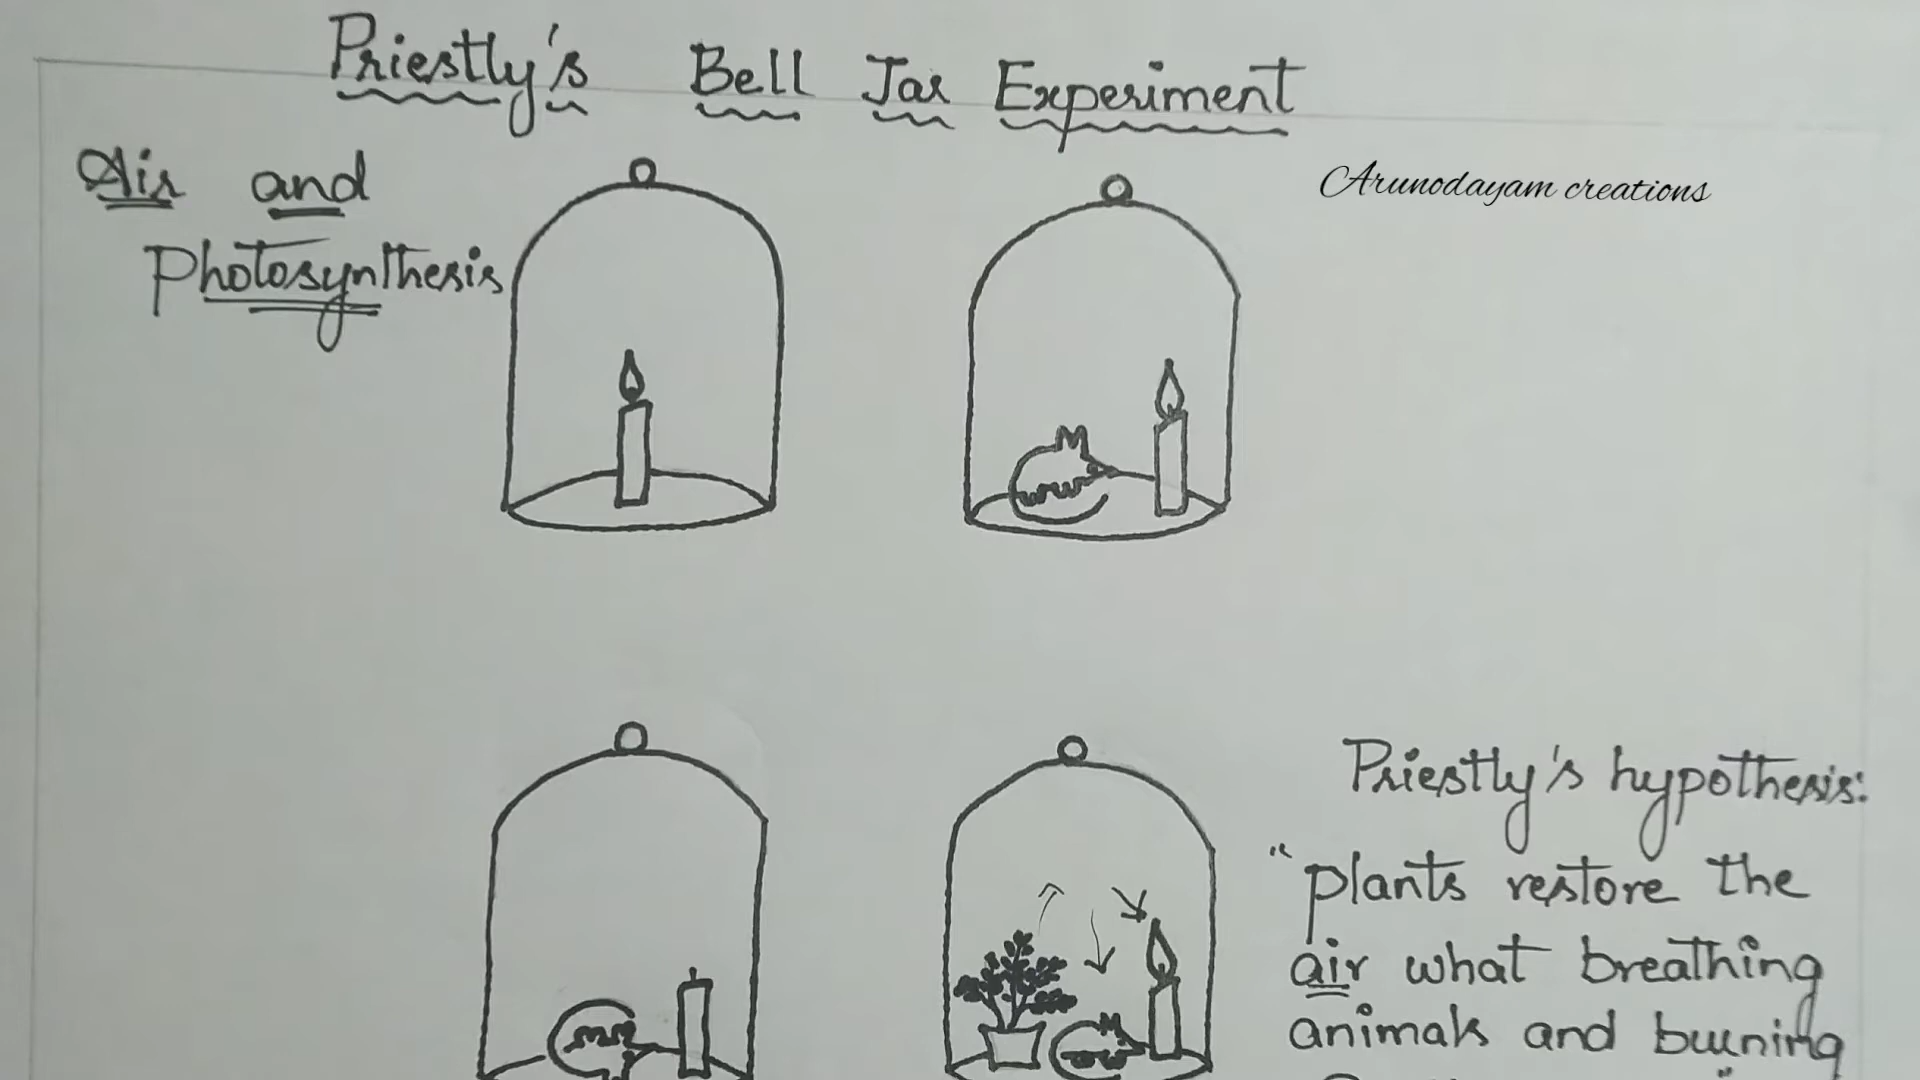 Priestly's Bell Jar Experiment
Air and
Photosynthesis
Arunodayam creations
Priestly's hypothesis:
"plants restore the
air what breathing
animals and burning